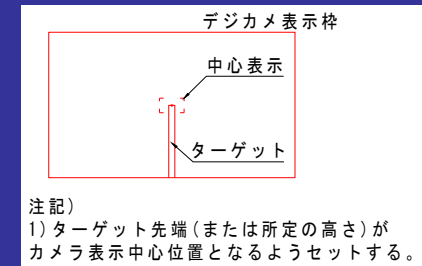 デジカメ表示枠
中心表示
ターゲット
注記)
1)ターゲット先端(または所定の高さ)が
カメラ表示中心位置となるようセットする。